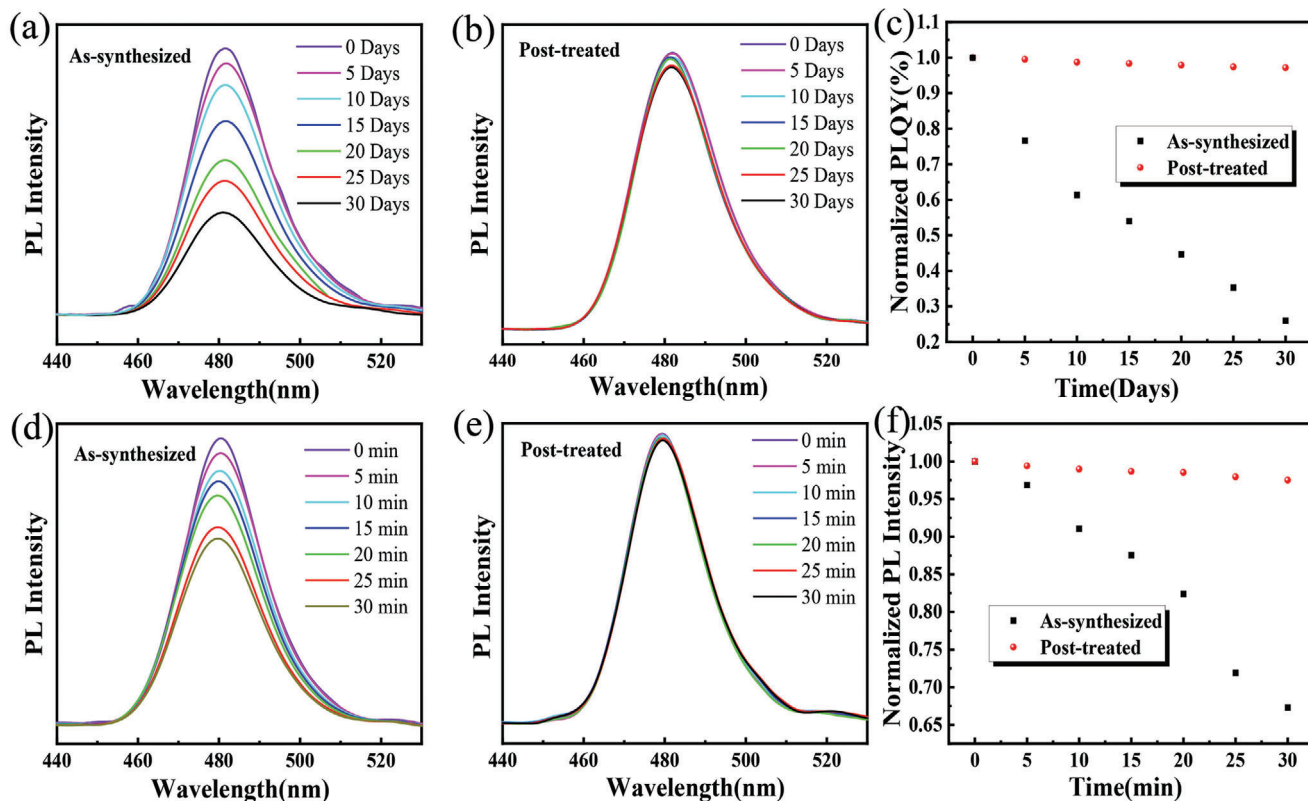 (a)
As-synthesized
0 Days
5 Days
10 Days
15 Days
20 Days
25 Days
30 Days
PL Intensity
440 460 480 500 520
Wavelength(nm)
(b)
Post-treated
0 Days
5 Days
10 Days
15 Days
20 Days
25 Days
30 Days
PL Intensity
440 460 480 500 520
Wavelength(nm)
(c)
1.1
1.0
0.9
0.8
0.7
0.6
0.5
0.4
0.3
0.2
Normalized PLQY(%)
As-synthesized
Post-treated
0 5 10 15 20 25 30
Time(Days)
(d)
As-synthesized
0 min
5 min
10 min
15 min
20 min
25 min
30 min
PL Intensity
440 460 480 500 520
Wavelength(nm)
(e)
Post-treated
0 min
5 min
10 min
15 min
20 min
25 min
30 min
PL Intensity
440 460 480 500 520
Wavelength(nm)
(f)
1.05
1.00
0.95
0.90
0.85
0.80
0.75
0.70
0.65
Normalized PL Intensity
As-synthesized
Post-treated
0 5 10 15 20 25 30
Time(min)